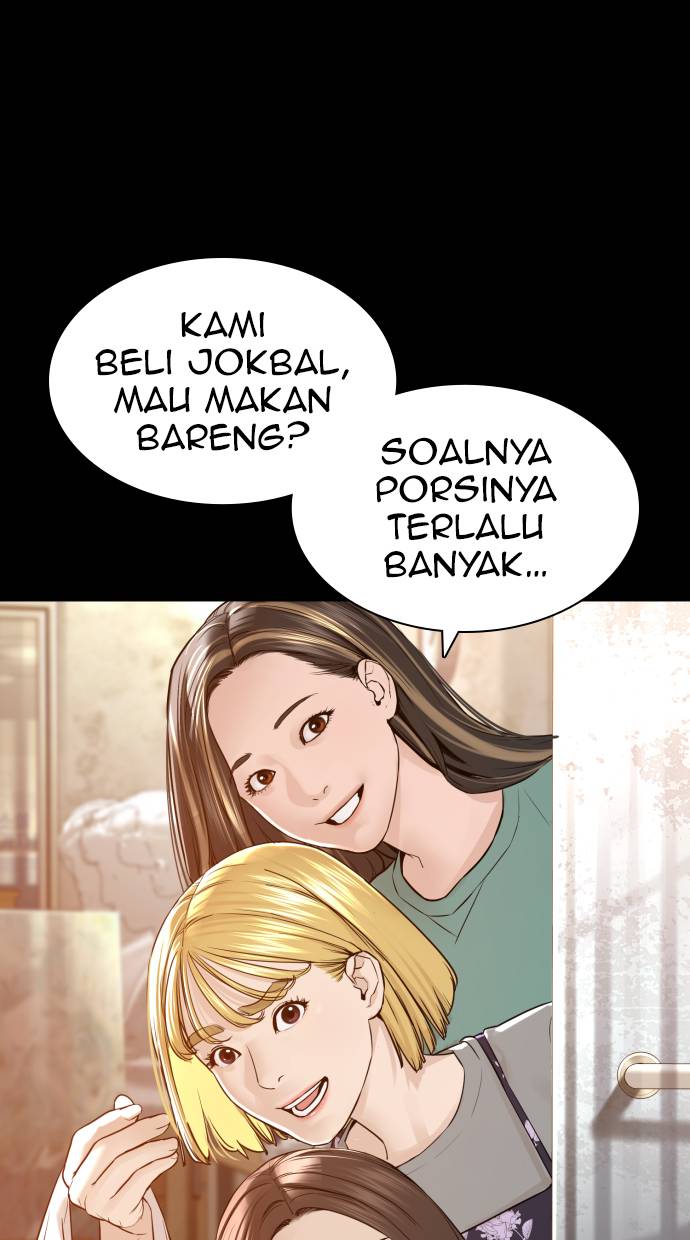 KAMI
BELI JOKBAL,
MAU MAKAN
BARENG?
SOALNYA
PORSINYA
TERLALU
BANYAK...